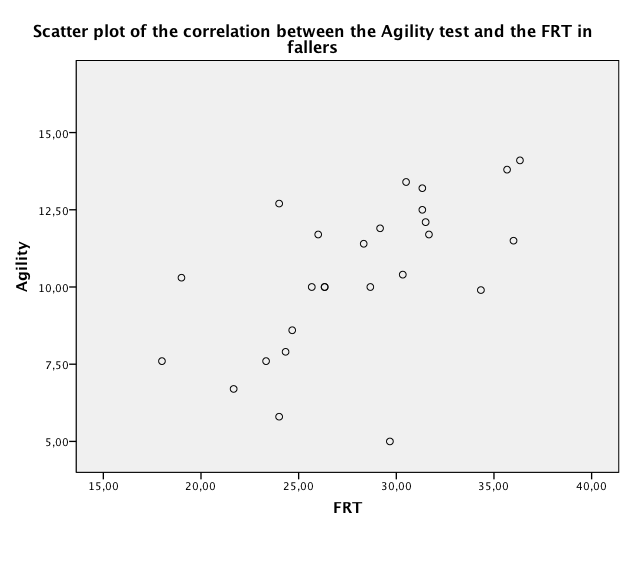 Scatter plot of the correlation between the Agility test and the FRT in
fallers
15,00
12,50
10,00
7,50
5,00
Agility
15,00 20,00 25,00 30,00 35,00 40,00
FRT